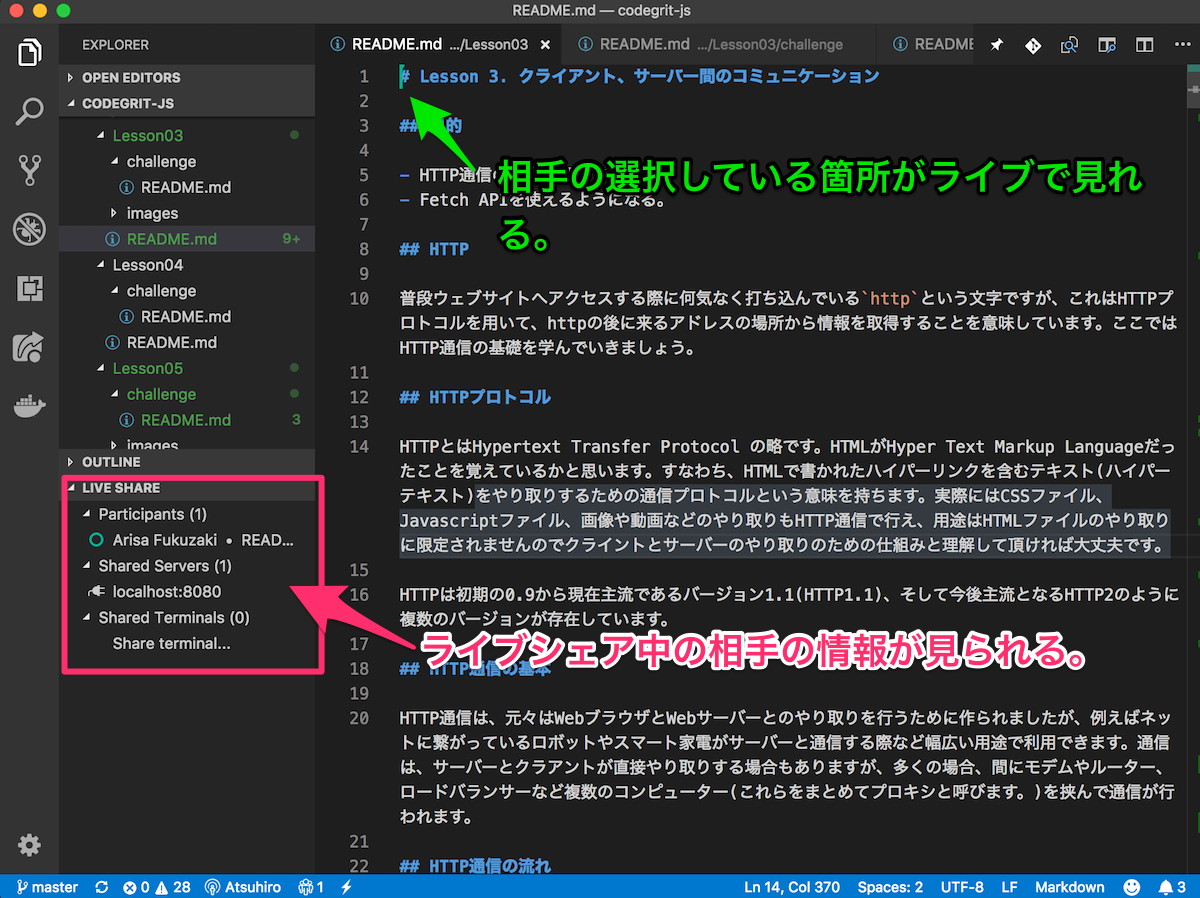 README.md — codegrit-js
EXPLORER
OPEN EDITORS
CODEGRIT-JS
Lesson03
challenge
README.md
images
README.md 9+
Lesson04
challenge
README.md
README.md
Lesson05
challenge
README.md 3
images
OUTLINE
LIVE SHARE
Participants (1)
Arisa Fukuzaki • READ...
Shared Servers (1)
localhost:8080
Shared Terminals (0)
Share terminal...
README.md .../Lesson03 × README.md .../Lesson03/challenge README
1 # Lesson 3. クライアント、サーバー間のコミュニケーション
2
3 ## 的
4
5 - HTTP通信
相手の選択している箇所がライブで見れ
る。
6 - Fetch APIを使えるようになる。
7
8 ## HTTP
9
10 普段ウェブサイトへアクセスする際に何気なく打ち込んでいる`http`という文字ですが、これはHTTPプ
ロトコルを用いて、httpの後に来るアドレスの場所から情報を取得することを意味しています。ここでは
HTTP通信の基礎を学んでいきましょう。
11
12 ## HTTPプロトコル
13
14 HTTPとはHypertext Transfer Protocol の略です。HTMLがHyper Text Markup Languageだっ
たことを覚えているかと思います。すなわち、HTMLで書かれたハイパーリンクを含むテキスト(ハイパー
テキスト)をやり取りするための通信プロトコルという意味を持ちます。実際にはCSSファイル、
Javascriptファイル、画像や動画などのやり取りもHTTP通信で行え、用途はHTMLファイルのやり取り
に限定されませんのでクライントとサーバーのやり取りのための仕組みと理解して頂ければ大丈夫です。
15
16 HTTPは初期の0.9から現在主流であるバージョン1.1(HTTP1.1)、そして今後主流となるHTTP2のように
複数のバージョンが存在しています。
17
ライブシェア中の相手の情報が見られる。
18 ## HTTP通信の基本
19
20 HTTP通信は、元々はWebブラウザとWebサーバーとのやり取りを行うために作られましたが、例えばネッ
トに繋がっているロボットやスマート家電がサーバーと通信する際など幅広い用途で利用できます。通信
は、サーバーとクラアントが直接やり取りする場合もありますが、多くの場合、間にモデムやルーター、
ロードバランサーなど複数のコンピューター(これらをまとめてプロキシと呼びます。)を挟んで通信が行
われます。
21
22 ## HTTP通信の流れ
master 0 28 Atsuhiro 1 Ln 14, Col 370 Spaces: 2 UTF-8 LF Markdown 3